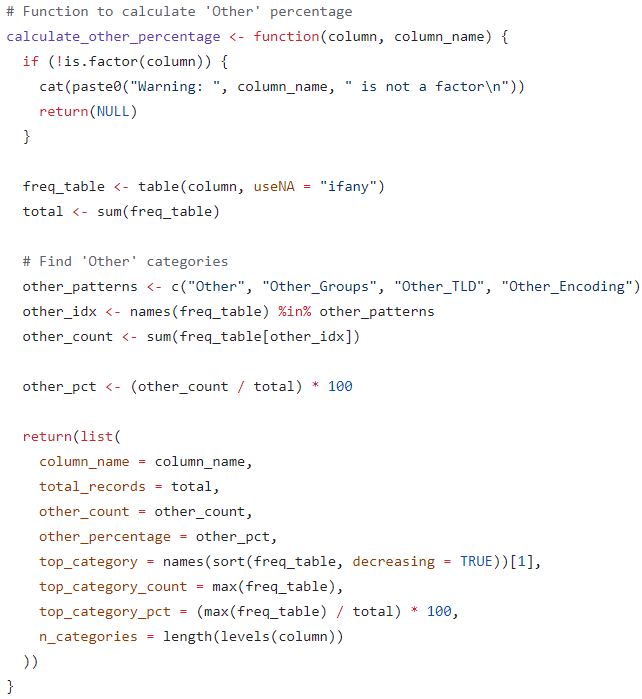 # Function to calculate 'Other' percentage
calculate_other_percentage <- function(column, column_name) {
  if (!is.factor(column)) {
    cat(paste0("Warning: ", column_name, " is not a factor\n"))
    return(NULL)
  }

  freq_table <- table(column, useNA = "ifany")
  total <- sum(freq_table)

  # Find 'Other' categories
  other_patterns <- c("Other", "Other_Groups", "Other_TLD", "Other_Encoding")
  other_idx <- names(freq_table) %in% other_patterns
  other_count <- sum(freq_table[other_idx])

  other_pct <- (other_count / total) * 100

  return(list(
    column_name = column_name,
    total_records = total,
    other_count = other_count,
    other_percentage = other_pct,
    top_category = names(sort(freq_table, decreasing = TRUE))[1],
    top_category_count = max(freq_table),
    top_category_pct = (max(freq_table) / total) * 100,
    n_categories = length(levels(column))
  ))
}